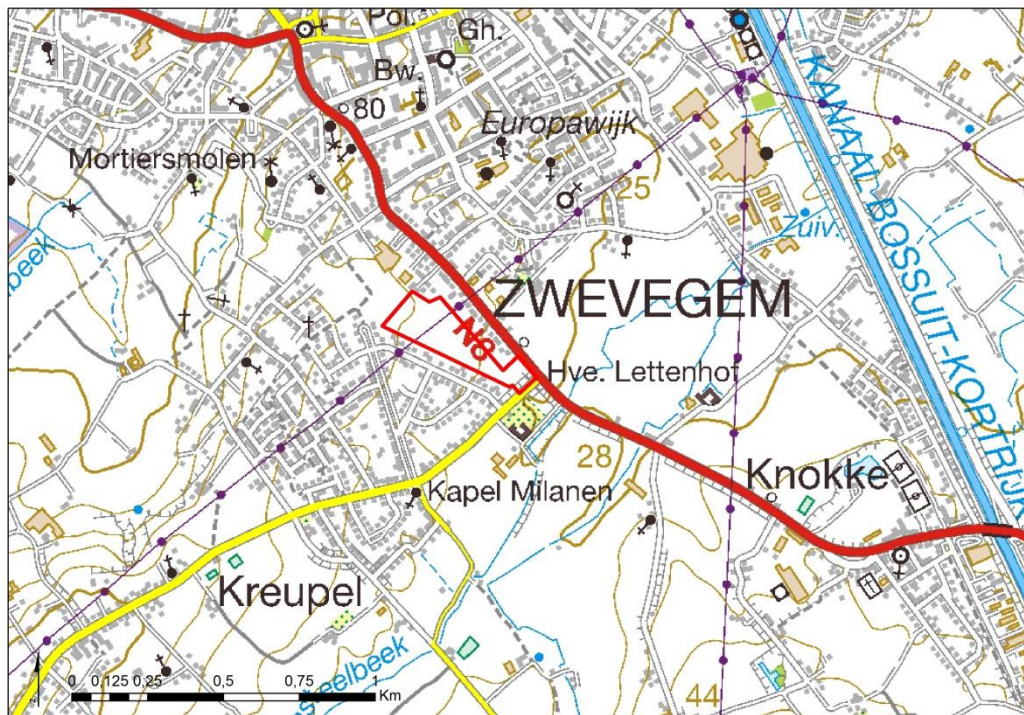 Pol.
Gh.
Bw.
80
Europawijk
Mortiersmolen
25
KANAAL BOSSUIT-KORTRIJK
Zuiv.
beek
ZWEVEGEM
N8
Hve. Lettenhof
28
Knokke
Kapel Milanen
Kreupel
steelbeek
44
0 0,125 0,25 0,5 0,75 1
Km